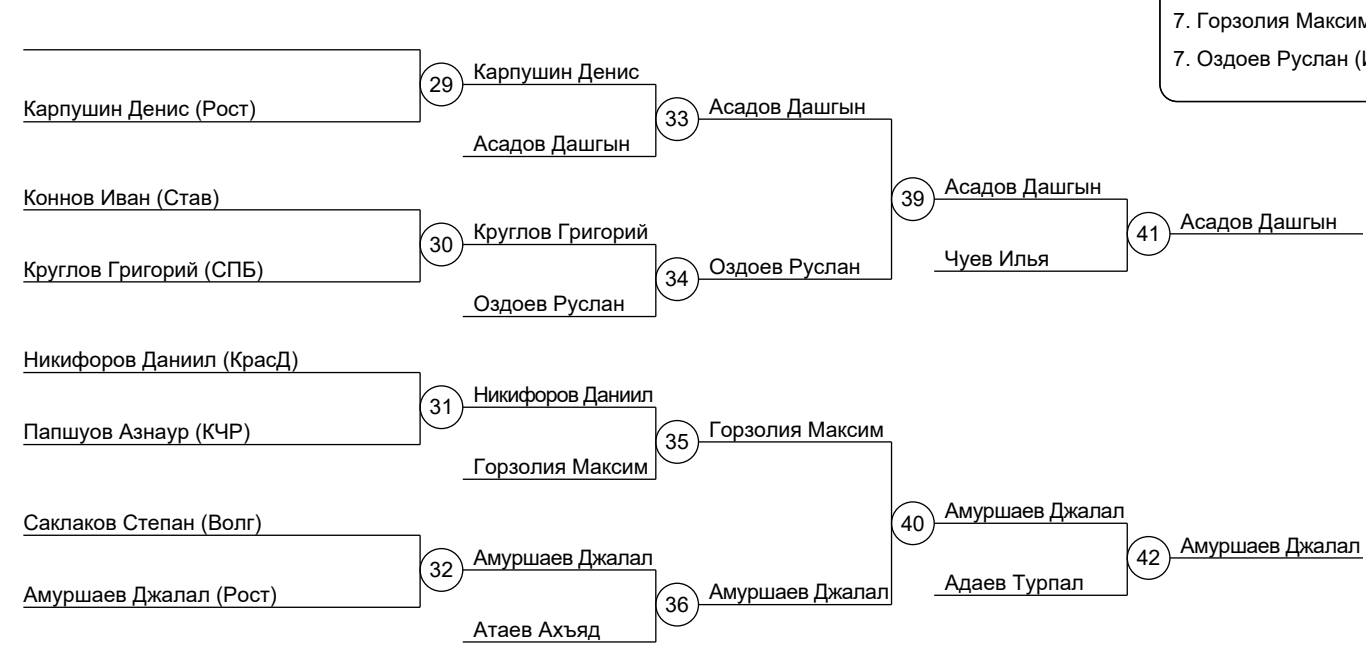 7. Горзолия Максим
7. Оздоев Руслан
Карпушин Денис (Рост)
29
Карпушин Денис
Асадов Дашгын
33
Асадов Дашгын
Коннов Иван (Став)
Круглов Григорий (СПБ)
30
Круглов Григорий
Оздоев Руслан
34
Оздоев Руслан
39
Асадов Дашгын
Чуев Илья
41
Асадов Дашгын
Никифоров Даниил (КрасД)
Папшуов Азнаур (КЧР)
31
Никифоров Даниил
Горзолия Максим
35
Горзолия Максим
Саклаков Степан (Волг)
Амуршаев Джалал (Рост)
32
Амуршаев Джалал
Атаев Ахъяд
36
Амуршаев Джалал
40
Амуршаев Джалал
Адаев Турпал
42
Амуршаев Джалал